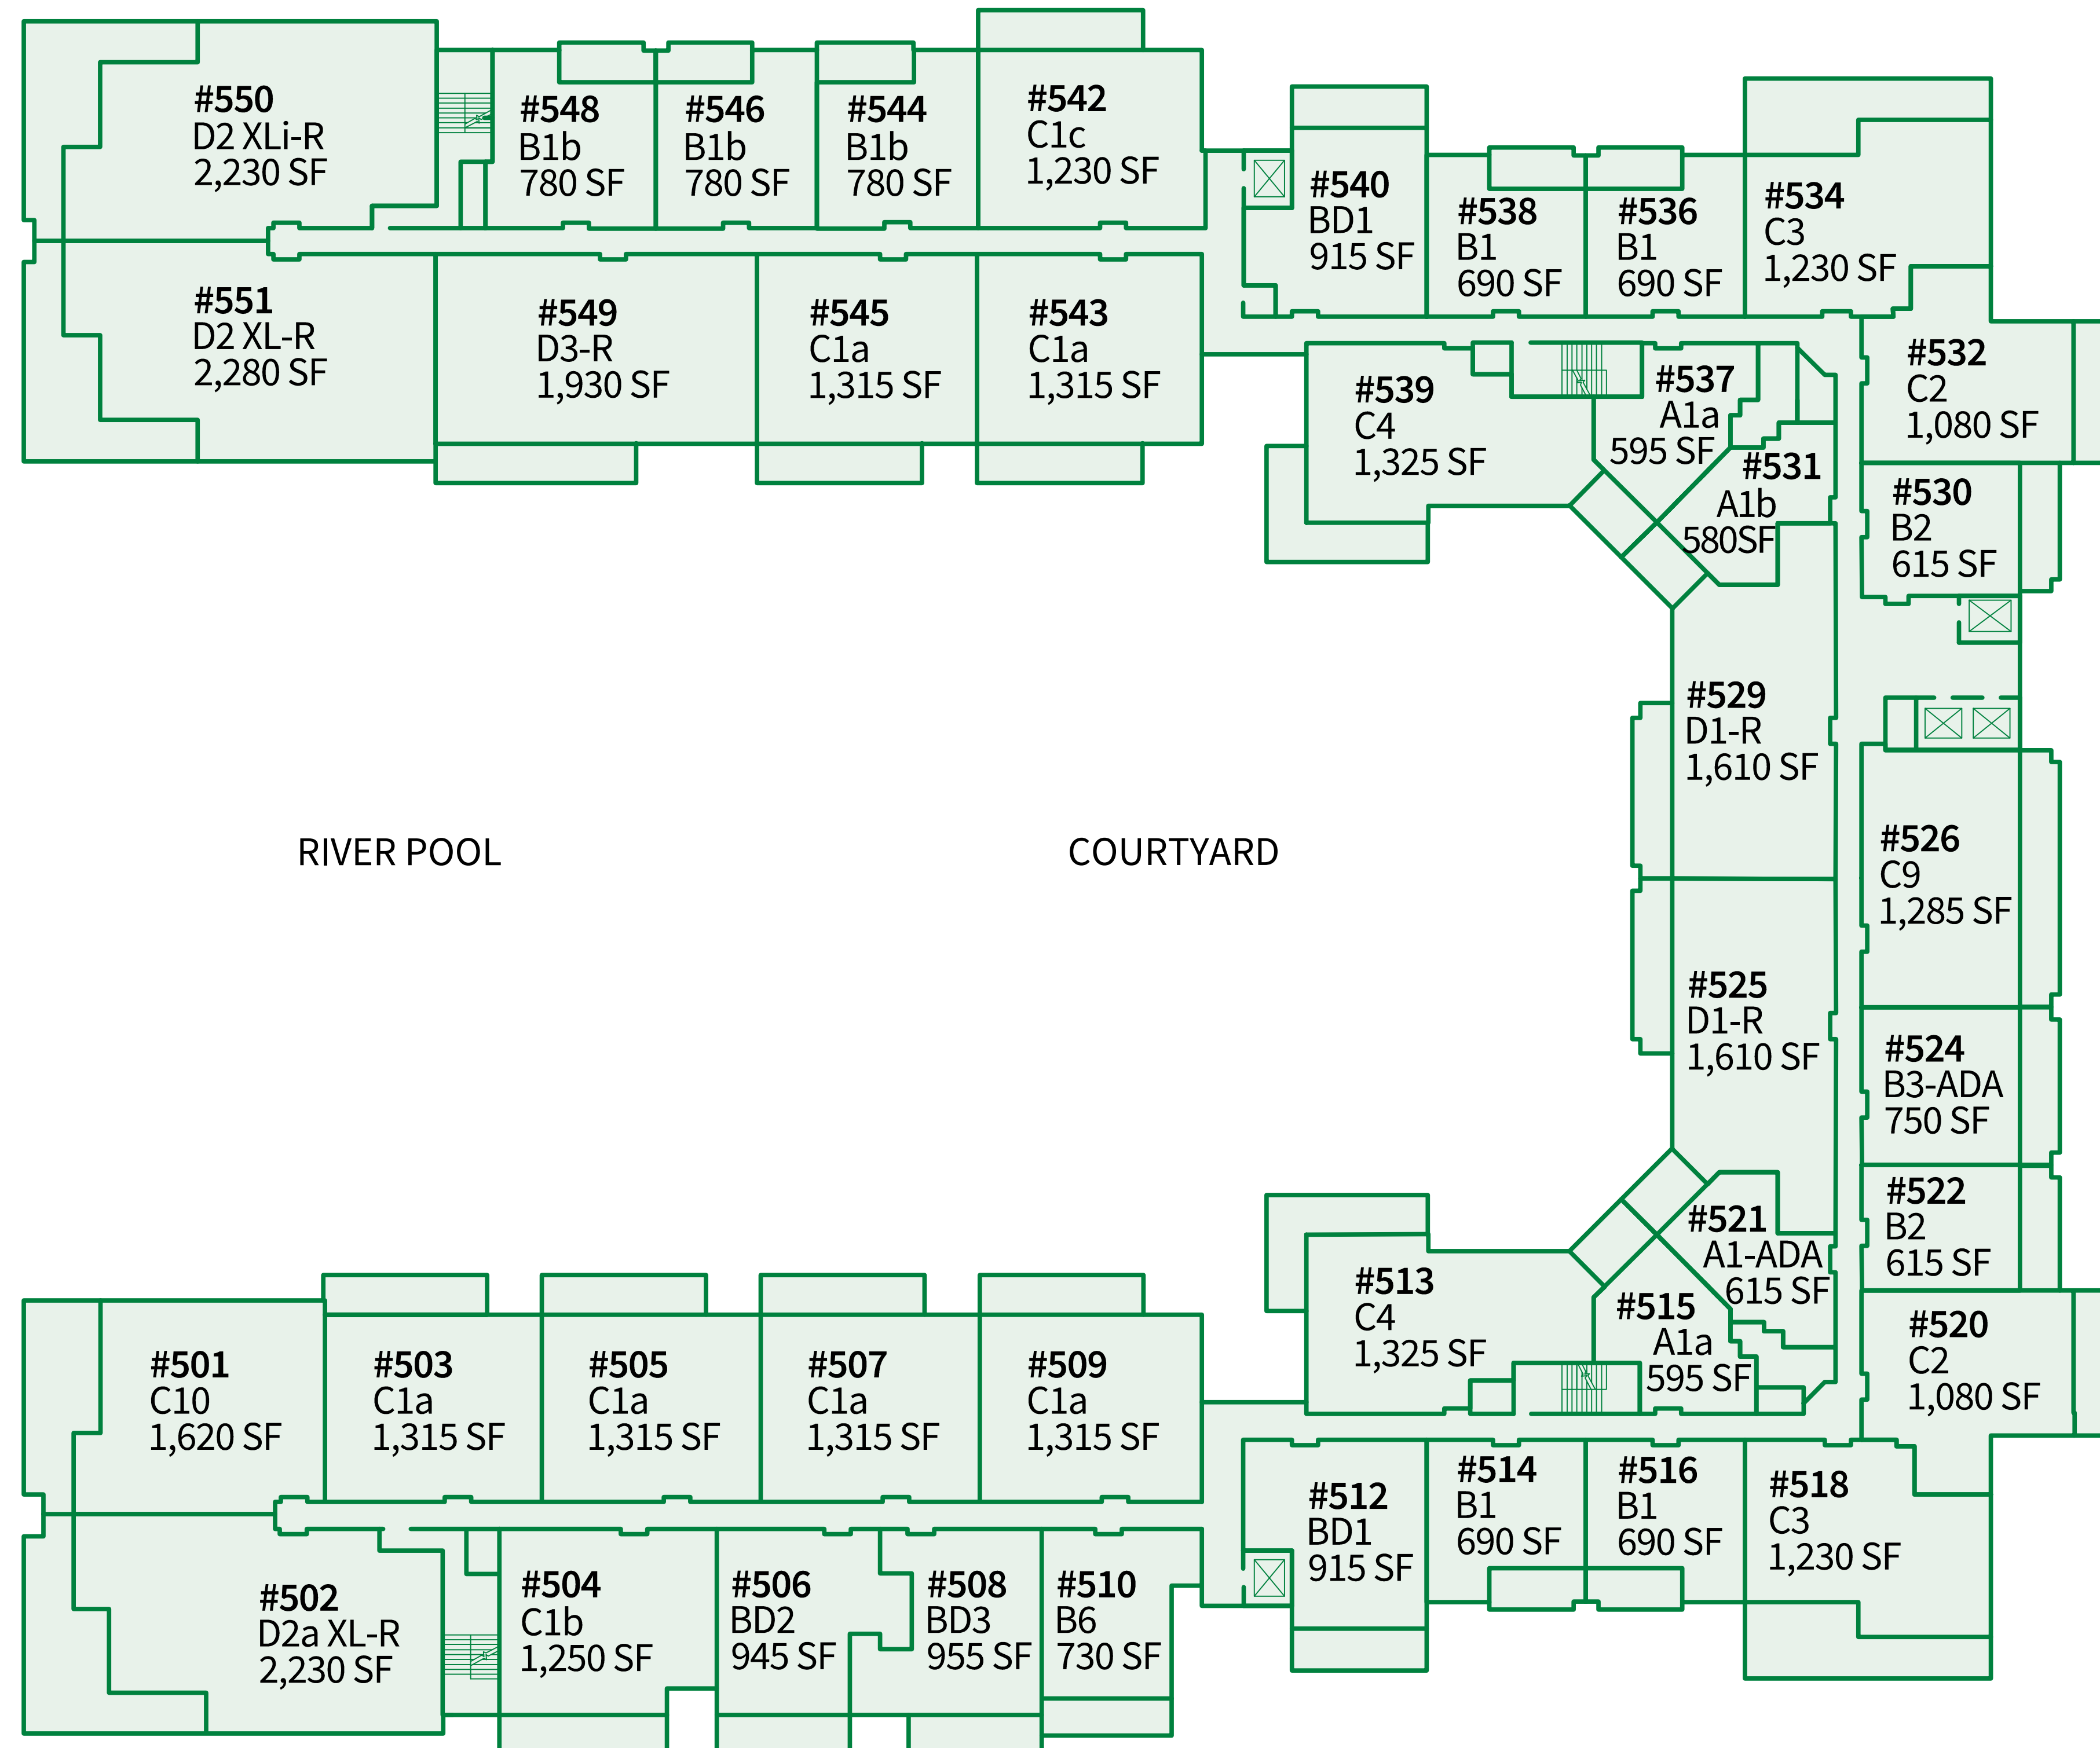 #550
D2 XLi-R
2,230 SF
#548
B1b
780 SF
#546
B1b
780 SF
#544
B1b
780 SF
#542
C1c
1,230 SF
#540
BD1
915 SF
#538
B1
690 SF
#536
B1
690 SF
#534
C3
1,230 SF
#551
D2 XL-R
2,280 SF
#549
D3-R
1,930 SF
#545
C1a
1,315 SF
#543
C1a
1,315 SF
#539
C4
1,325 SF
#537
A1a
595 SF
#531
A1b
580SF
#532
C2
1,080 SF
#530
B2
615 SF
#529
D1-R
1,610 SF
RIVER POOL
COURTYARD
#526
C9
1,285 SF
#525
D1-R
1,610 SF
#524
B3-ADA
750 SF
#522
B2
615 SF
#521
A1-ADA
615 SF
#515
A1a
595 SF
#513
C4
1,325 SF
#520
C2
1,080 SF
#501
C10
1,620 SF
#503
C1a
1,315 SF
#505
C1a
1,315 SF
#507
C1a
1,315 SF
#509
C1a
1,315 SF
#502
D2a XL-R
2,230 SF
#504
C1b
1,250 SF
#506
BD2
945 SF
#508
BD3
955 SF
#510
B6
730 SF
#512
BD1
915 SF
#514
B1
690 SF
#516
B1
690 SF
#518
C3
1,230 SF